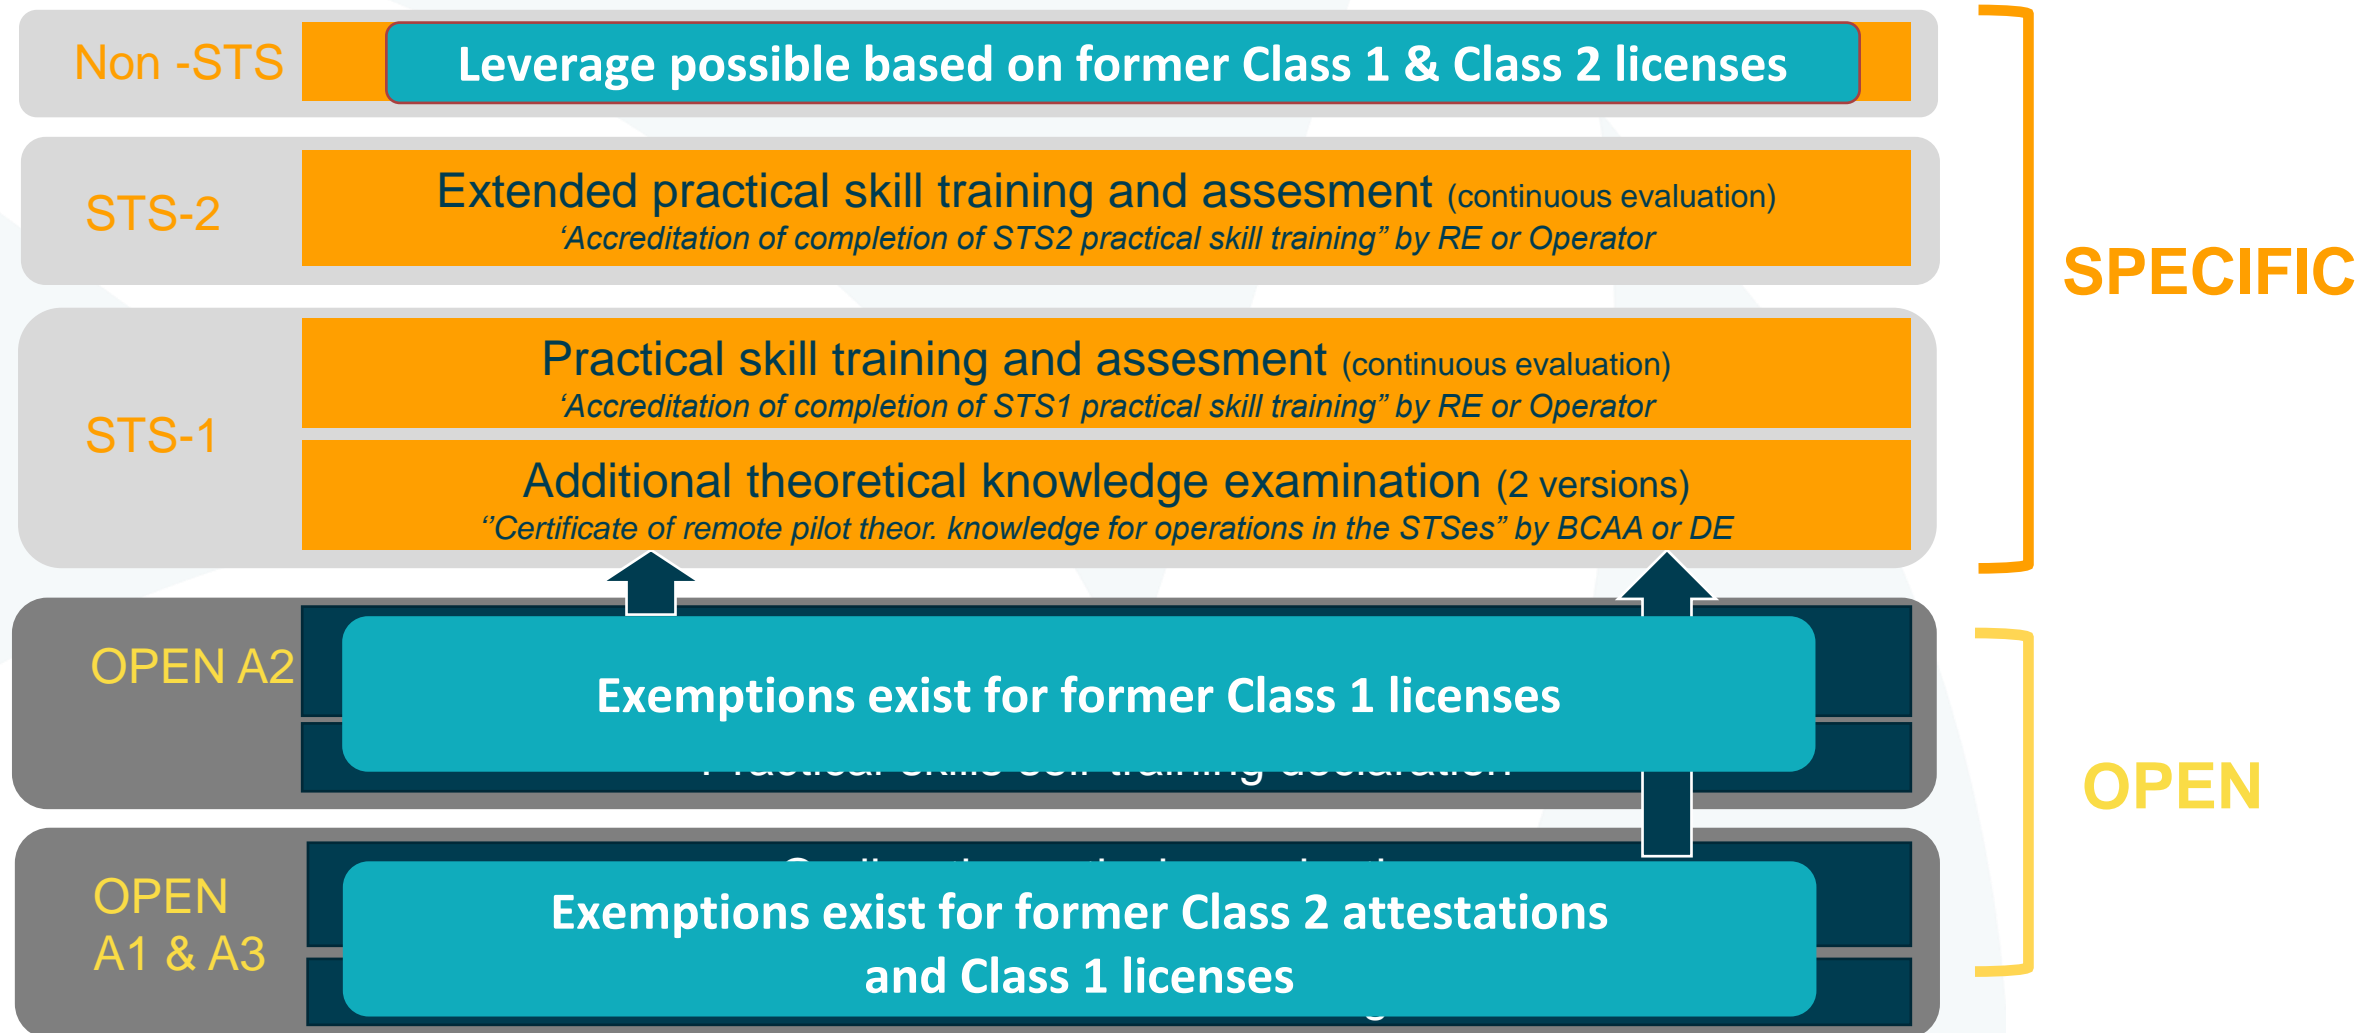 Non -STS
Leverage possible based on former Class 1 & Class 2 licenses
STS-2
Extended practical skill training and assesment (continuous evaluation)
‘Accreditation of completion of STS2 practical skill training” by RE or Operator
SPECIFIC
STS-1
Practical skill training and assesment (continuous evaluation)
‘Accreditation of completion of STS1 practical skill training” by RE or Operator
Additional theoretical knowledge examination (2 versions)
‘’Certificate of remote pilot theor. knowledge for operations in the STSes” by BCAA or DE
OPEN A2
Exemptions exist for former Class 1 licenses
Practical skills self training declaration
OPEN
OPEN
A1 & A3
Exemptions exist for former Class 2 attestations
and Class 1 licenses